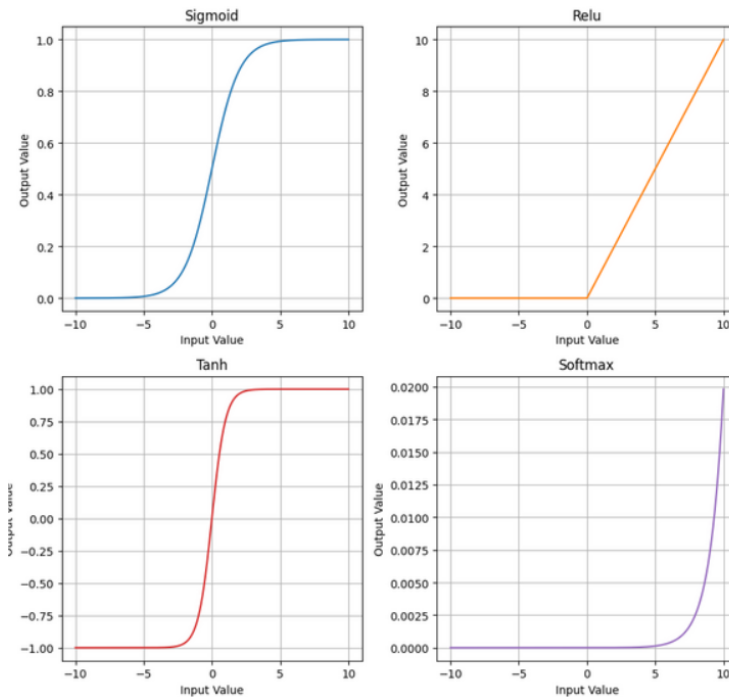 Sigmoid
Output Value
1.0
0.8
0.6
0.4
0.2
0.0
−10 −5 0 5 10
Input Value
Relu
Output Value
10
8
6
4
2
0
−10 −5 0 5 10
Input Value
Tanh
Output Value
1.00
0.75
0.50
0.25
0.00
−0.25
−0.50
−0.75
−1.00
−10 −5 0 5 10
Input Value
Softmax
Output Value
0.0200
0.0175
0.0150
0.0125
0.0100
0.0075
0.0050
0.0025
0.0000
−10 −5 0 5 10
Input Value